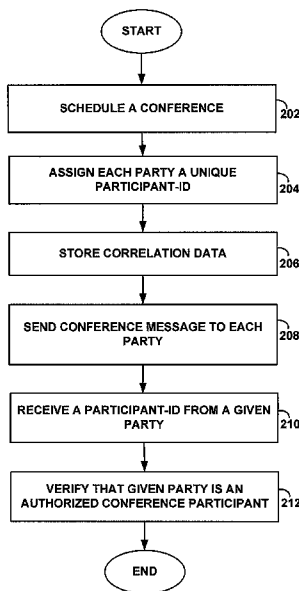 START
SCHEDULE A CONFERENCE
202
ASSIGN EACH PARTY A UNIQUE
PARTICIPANT-ID
204
STORE CORRELATION DATA
206
SEND CONFERENCE MESSAGE TO EACH
PARTY
208
RECEIVE A PARTICIPANT-ID FROM A GIVEN
PARTY
210
VERIFY THAT GIVEN PARTY IS AN
AUTHORIZED CONFERENCE PARTICIPANT
212
END